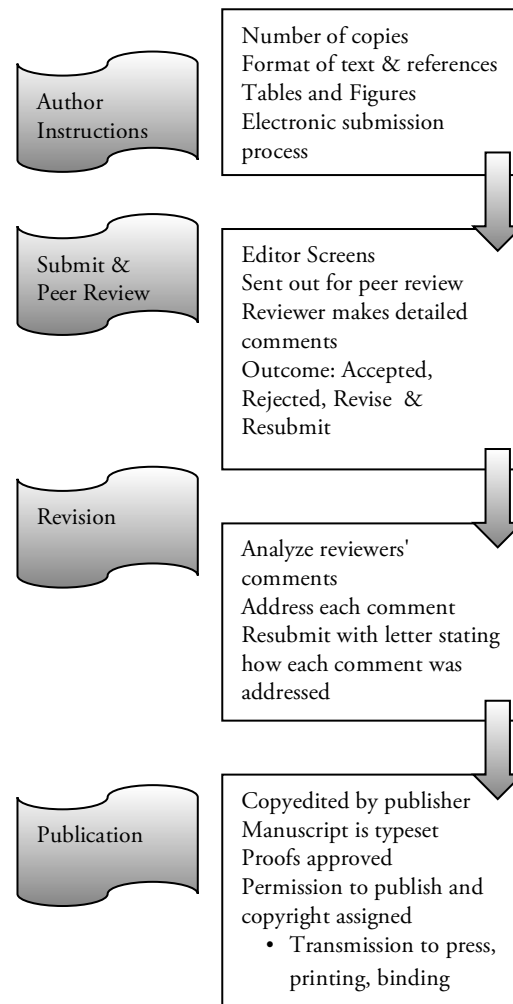 Author
Instructions
Number of copies
Format of text & references
Tables and Figures
Electronic submission
process
Submit &
Peer Review
Editor Screens
Sent out for peer review
Reviewer makes detailed
comments
Outcome: Accepted,
Rejected, Revise &
Resubmit
Revision
Analyze reviewers'
comments
Address each comment
Resubmit with letter stating
how each comment was
addressed
Publication
Copyedited by publisher
Manuscript is typeset
Proofs approved
Permission to publish and
copyright assigned
• Transmission to press,
printing, binding